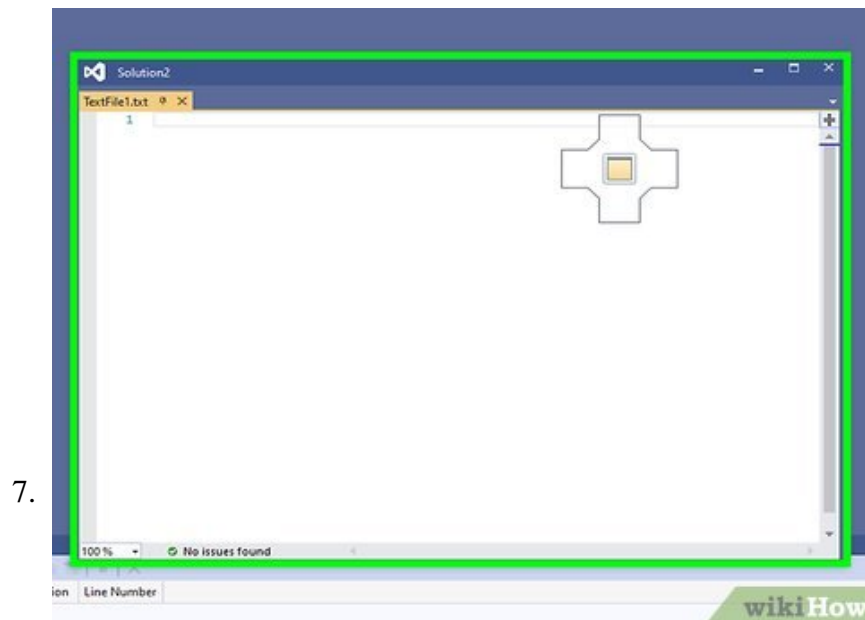 Solution2
TextFile1.txt
1
7.
100 %
No issues found
ion Line Number
wikiHow